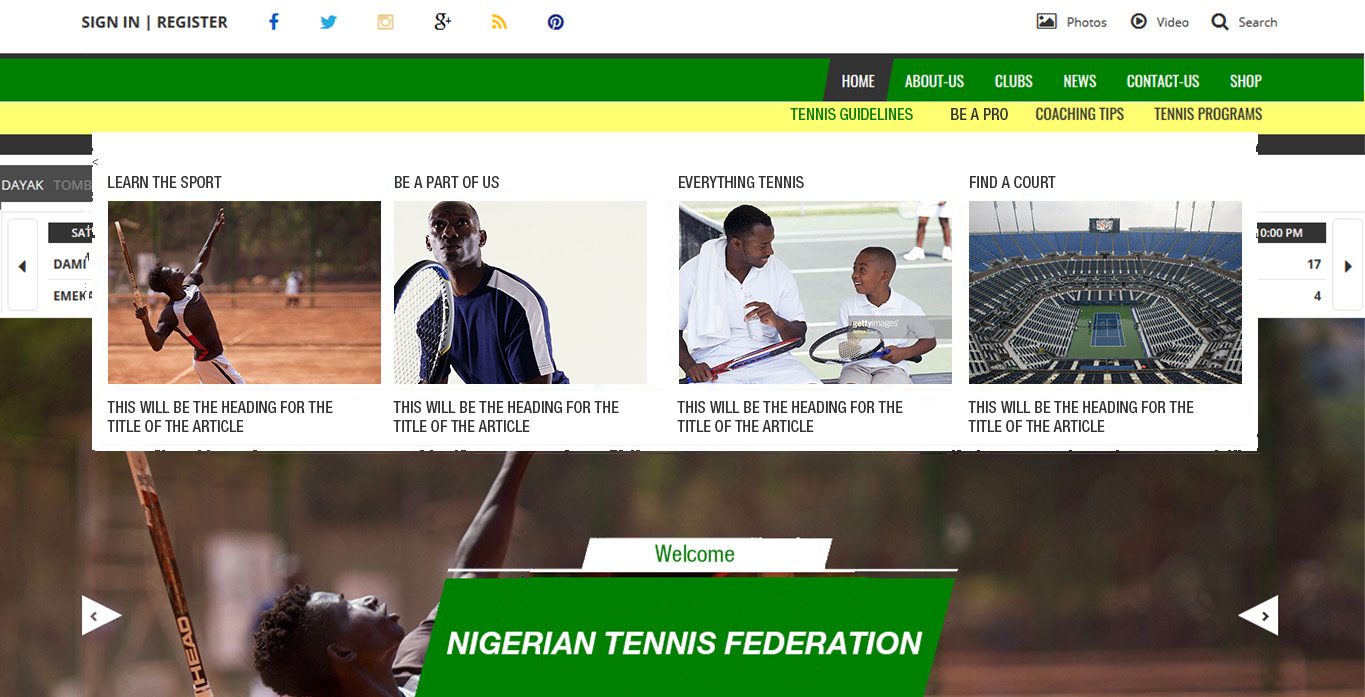 SIGN IN | REGISTER
Photos
Video
Search
HOME
ABOUT-US
CLUBS
NEWS
CONTACT-US
SHOP
TENNIS GUIDELINES
BE A PRO
COACHING TIPS
TENNIS PROGRAMS
DAYAK TOMB
SAT
DAMI
EMEK
0:00 PM
17
4
LEARN THE SPORT
BE A PART OF US
EVERYTHING TENNIS
FIND A COURT
gettyimages
THIS WILL BE THE HEADING FOR THE
TITLE OF THE ARTICLE
THIS WILL BE THE HEADING FOR THE
TITLE OF THE ARTICLE
THIS WILL BE THE HEADING FOR THE
TITLE OF THE ARTICLE
THIS WILL BE THE HEADING FOR THE
TITLE OF THE ARTICLE
HEAD
Welcome
NIGERIAN TENNIS FEDERATION